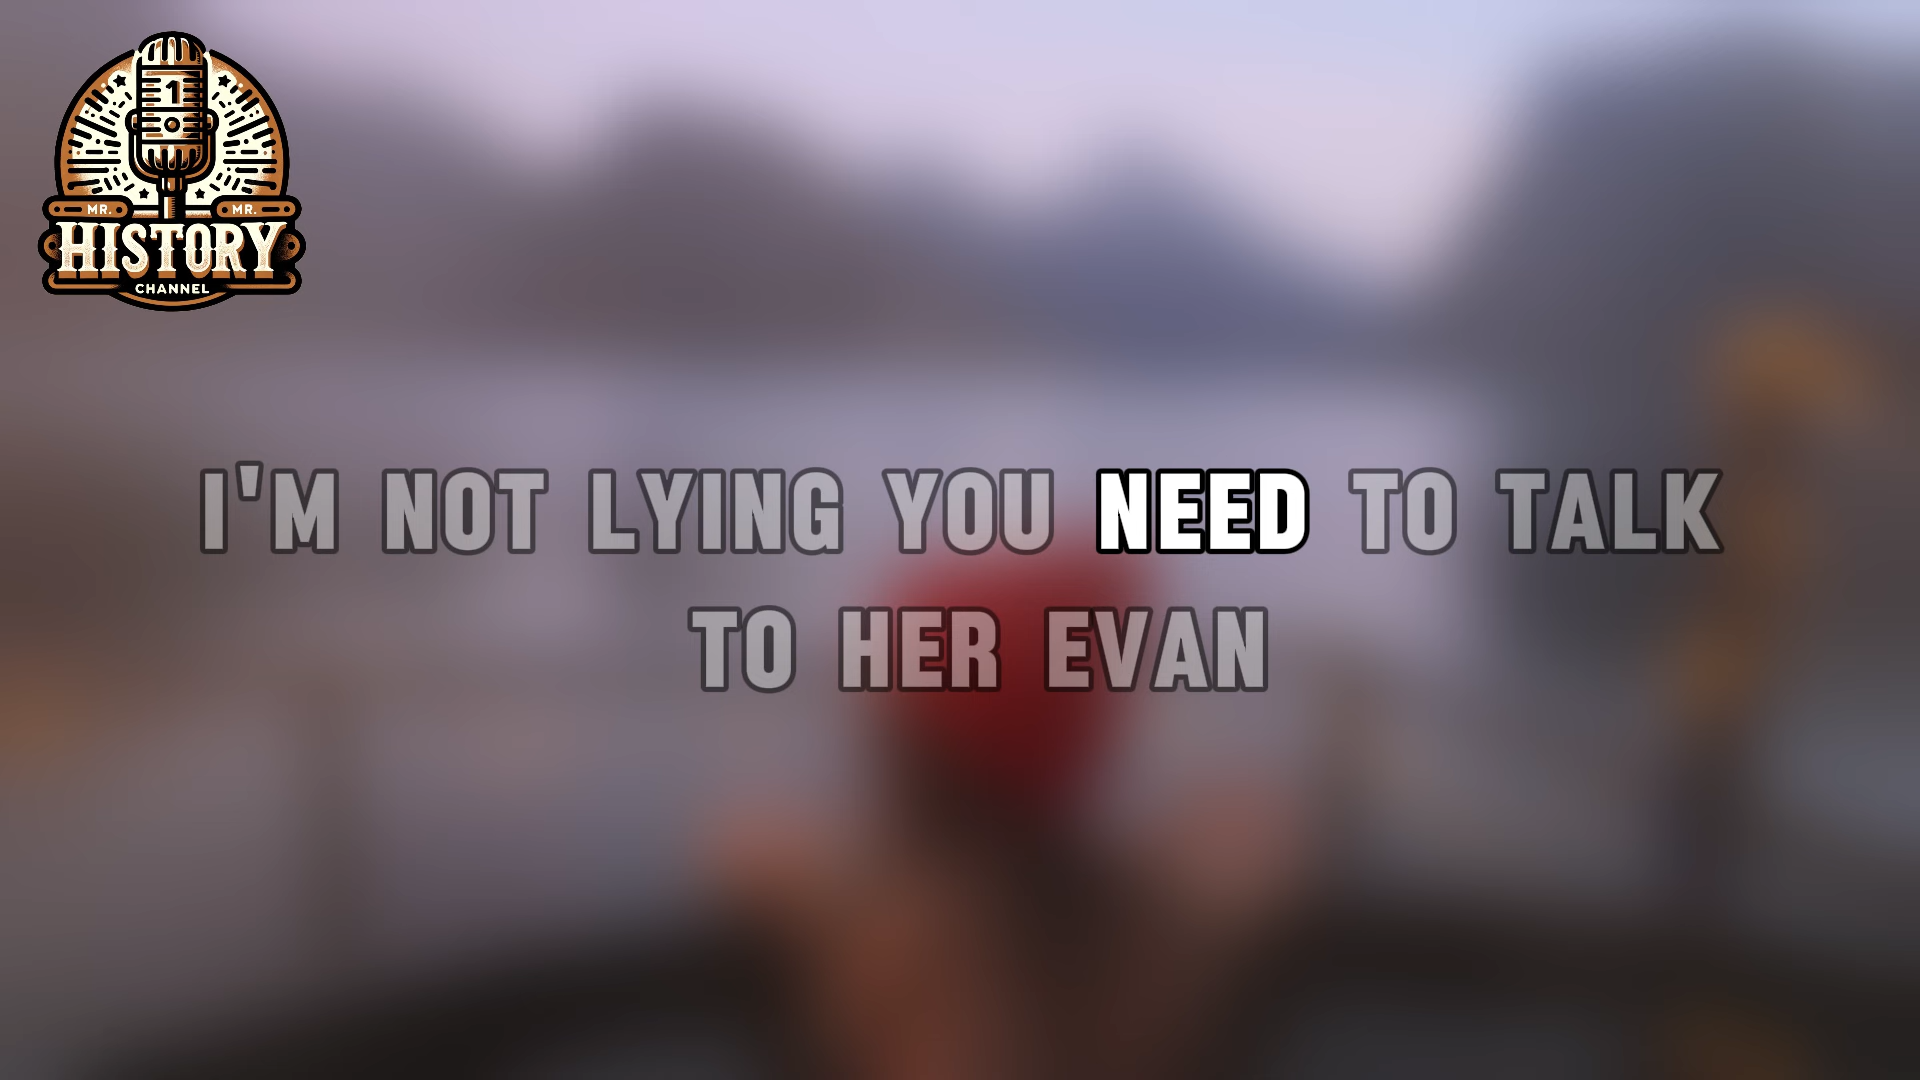 1
MR. MR.
HISTORY
CHANNEL
I'M NOT LYING YOU NEED TO TALK
TO HER EVAN